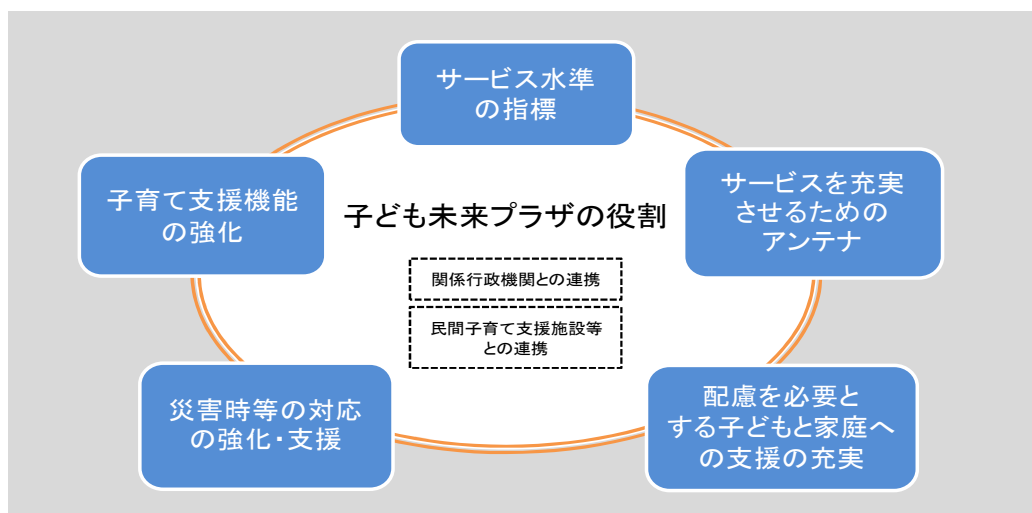 サービス水準
の指標
子育て支援機能
の強化
サービスを充実
させるための
アンテナ
子ども未来プラザの役割
関係行政機関との連携
民間子育て支援施設等
との連携
災害時等の対応
の強化・支援
配慮を必要と
する子どもと家庭へ
の支援の充実